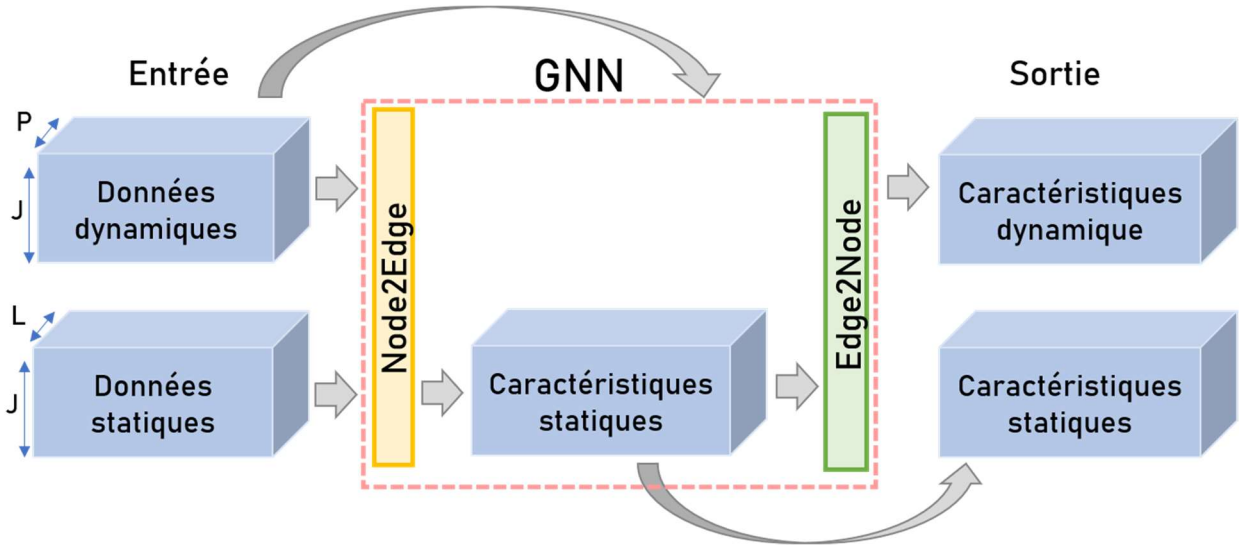 Entrée
GNN
Sortie
P
J
Données
dynamiques
Node2Edge
Edge2Node
Caractéristiques
dynamique
L
J
Données
statiques
Caractéristiques
statiques
Caractéristiques
statiques